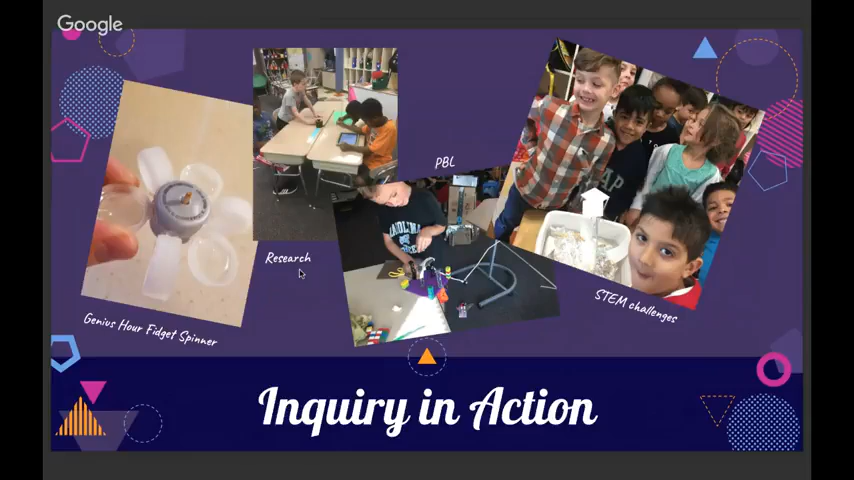 Google
PBL
Research
STEM challenges
Genius Hour Fidget Spinner
Inquiry in Action